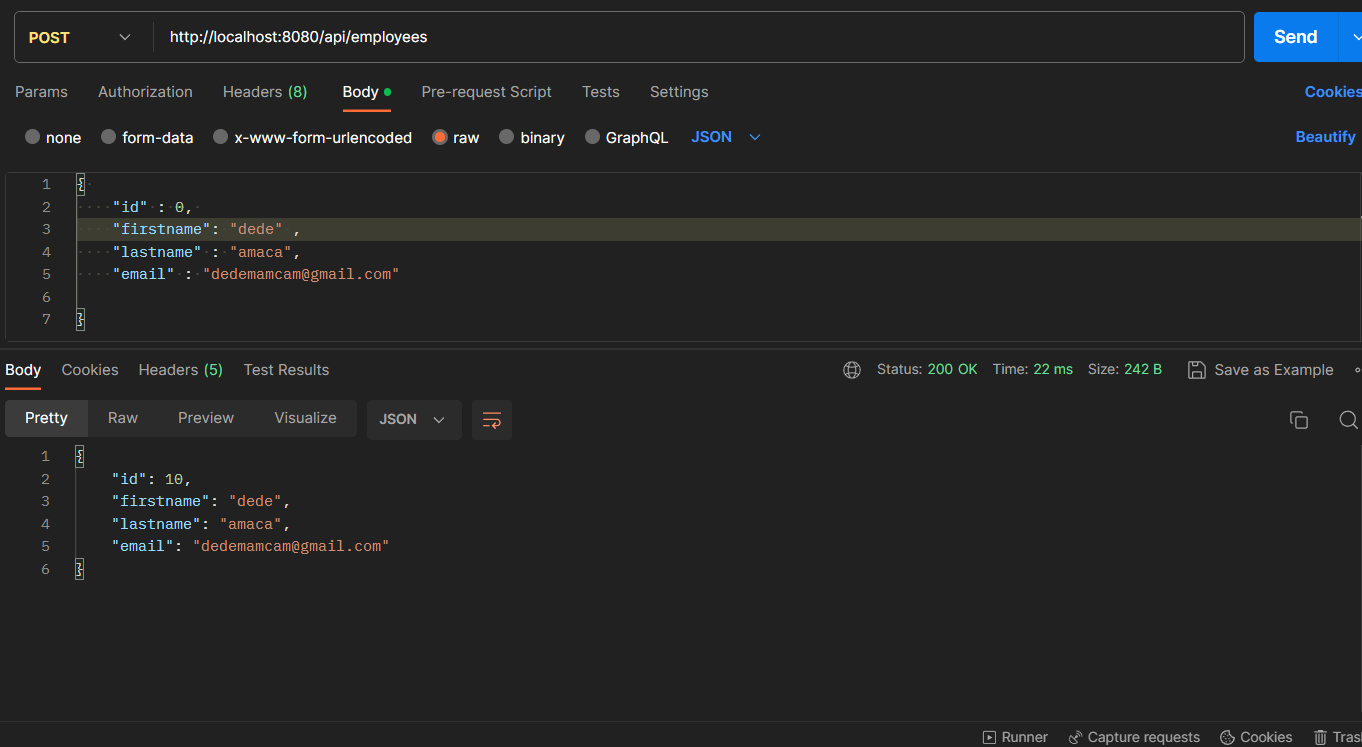 POST http://localhost:8080/api/employees Send
Params Authorization Headers (8) Body Pre-request Script Tests Settings Cookies
none form-data x-www-form-urlencoded raw binary GraphQL JSON Beautify
1 {
2 "id" : 0,
3 "firstname": "dede" ,
4 "lastname" : "amaca",
5 "email" : "dedemamcam@gmail.com"
6
7 }
Body Cookies Headers (5) Test Results Status: 200 OK Time: 22 ms Size: 242 B Save as Example
Pretty Raw Preview Visualize JSON
1 {
2 "id": 10,
3 "firstname": "dede",
4 "lastname": "amaca",
5 "email": "dedemamcam@gmail.com"
6 }
Runner Capture requests Cookies Tras